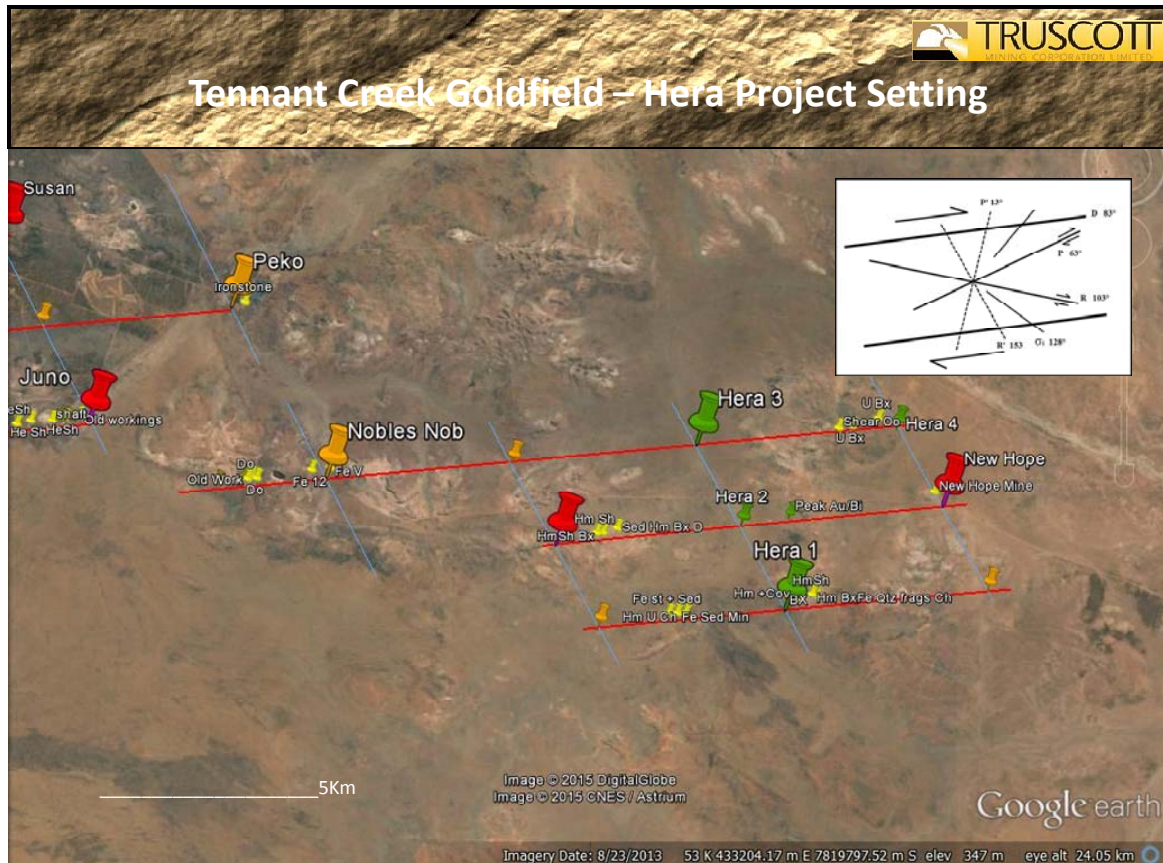 TRUSCOTT
MINING CORPORATION LIMITED
Tennant Creek Goldfield – Hera Project Setting
Susan
Peko
Ironstone
Juno
shaft
Old workings
He Sh
HeSh
Nobles Nob
Do
Old Work
Do
Fe 12
Fe V
Hera 3
U Bx
Hera 4
U Bx
New Hope
New Hope Mine
Hm Sh
HmSh Bx
Sed Hm Bx O
Hera 2
Peak Au/Bi
Hera 1
HmSh
Hm +Cov
BX
Hm BxFe Qtz frags Ch
Fe st + Sed
Hm U Ch
Fe Sed Min
P' 13°
D 83°
P 63°
R 103°
R' 153
128°
5Km
Image © 2015 DigitalGlobe
Image © 2015 CNES / Astrium
Google earth
Imagery Date: 8/23/2013 53 K 433204.17 m E 7819797.52 m S elev 347 m eye alt 24.05 km